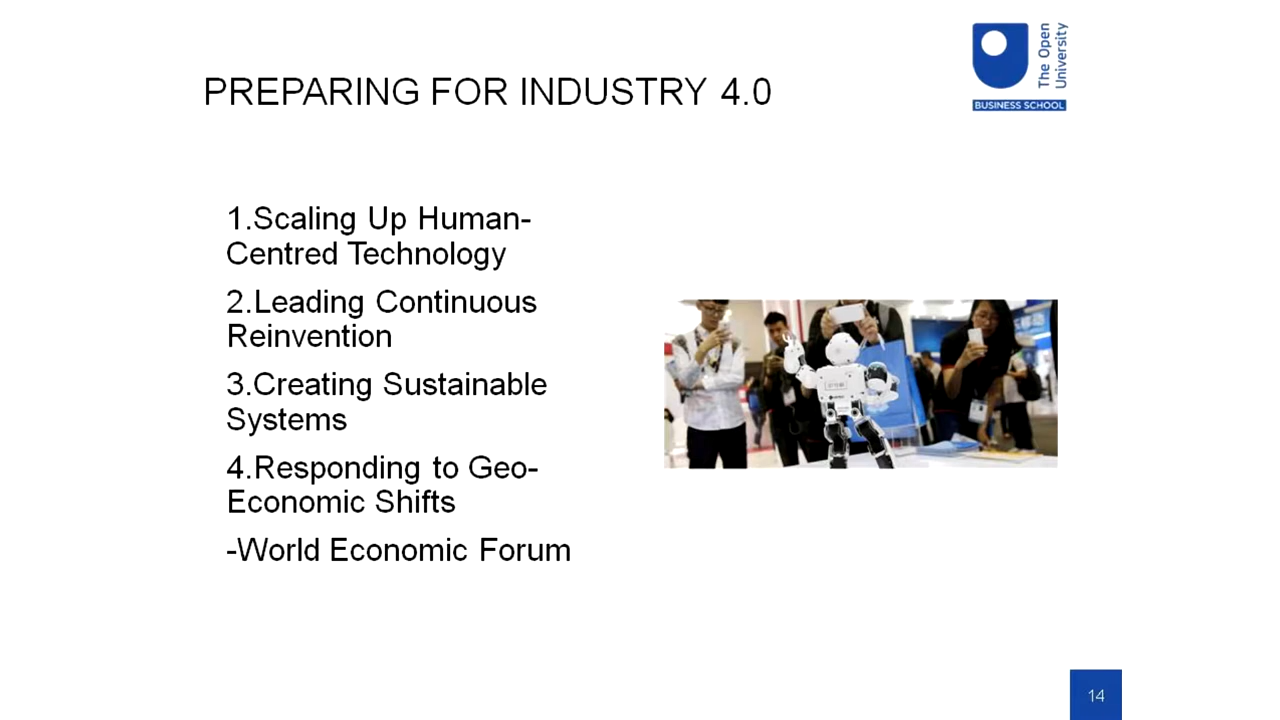 PREPARING FOR INDUSTRY 4.0
The Open
University
BUSINESS SCHOOL
1.Scaling Up Human-
Centred Technology
2.Leading Continuous
Reinvention
3.Creating Sustainable
Systems
4.Responding to Geo-
Economic Shifts
-World Economic Forum
14